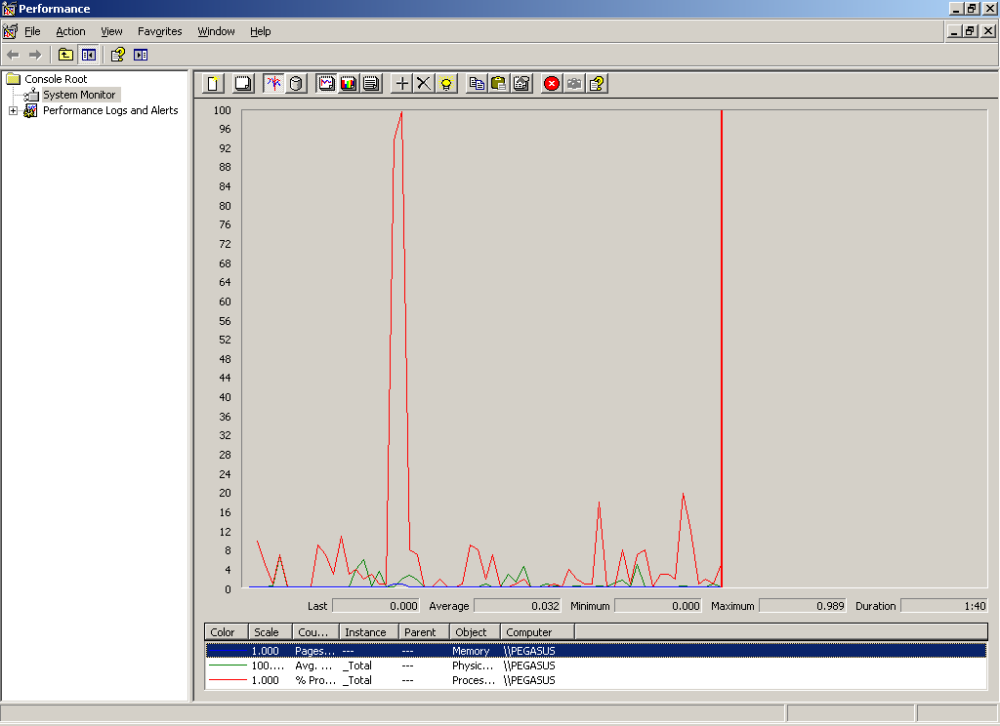 Performance
File Action View Favorites Window Help
Console Root
System Monitor
Performance Logs and Alerts
100
96
92
88
84
80
76
72
68
64
60
56
52
48
44
40
36
32
28
24
20
16
12
8
4
0
Last 0.000 Average 0.032 Minimum 0.000 Maximum 0.989 Duration 1:40
Color Scale Cou... Instance Parent Object Computer
1.000 Pages... --- --- Memory \\PEGASUS
100.... Avg. ... _Total --- Physic... \\PEGASUS
1.000 % Pro... _Total --- Proces... \\PEGASUS